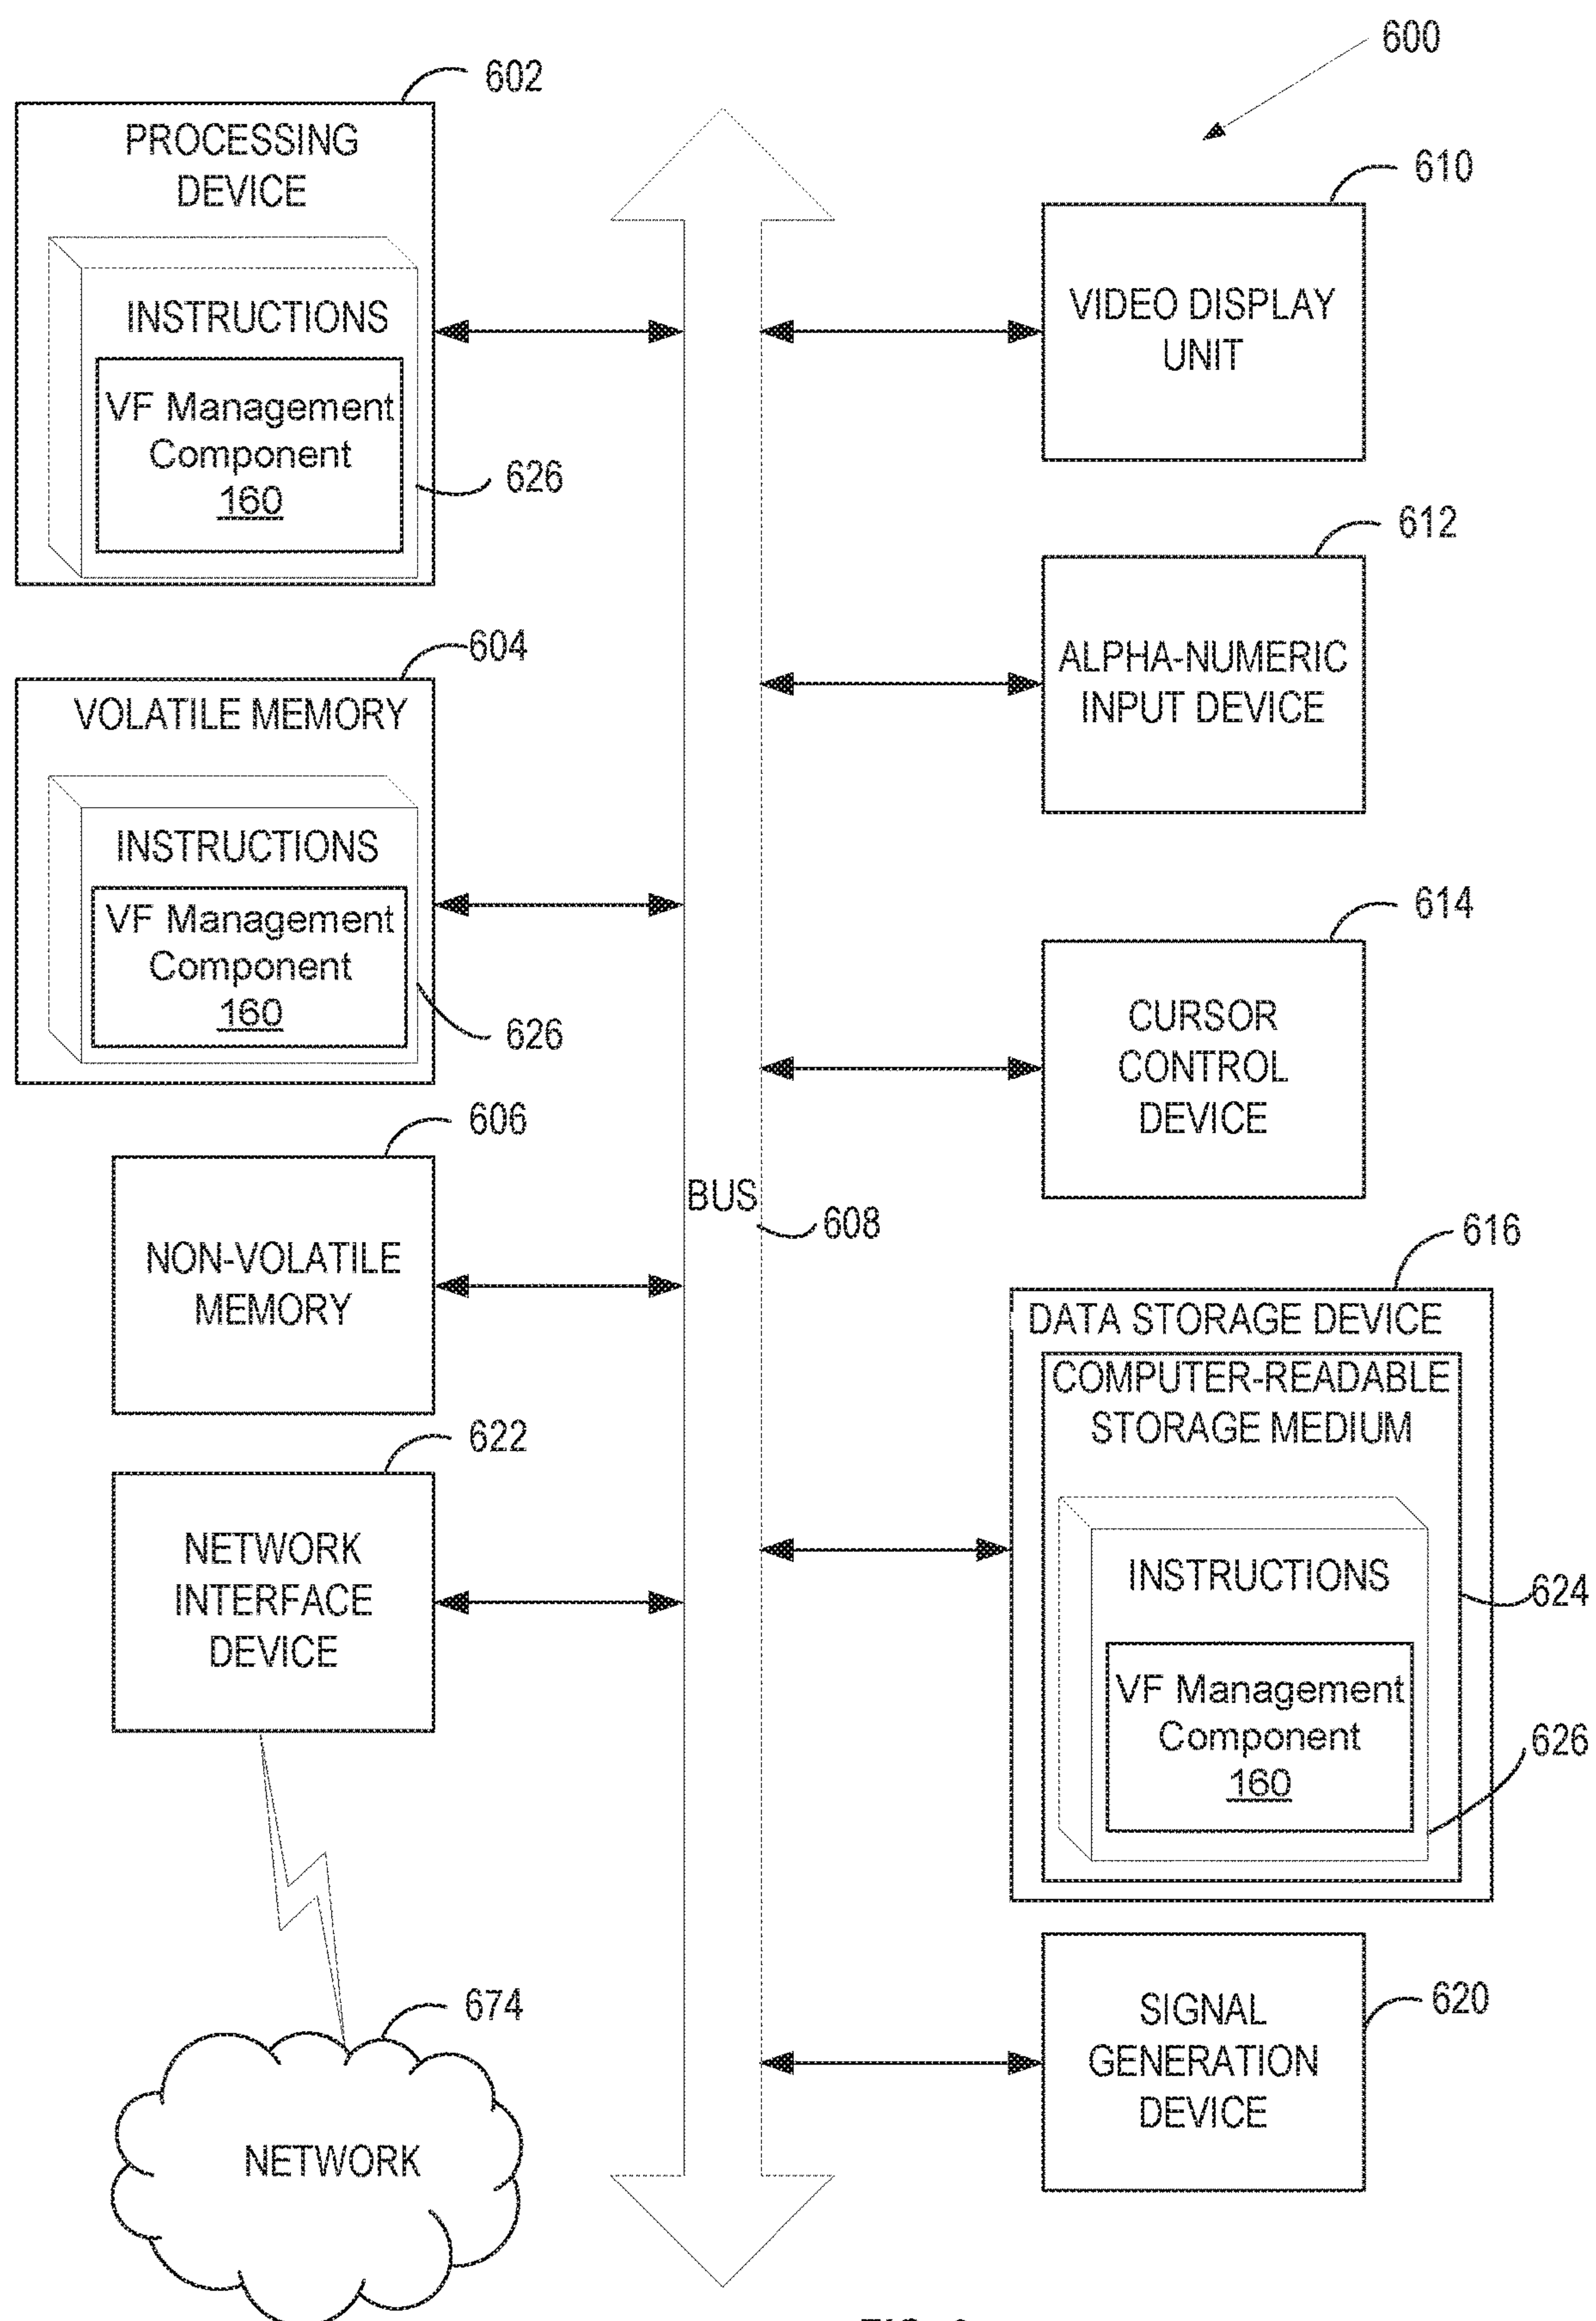 600
602
PROCESSING
DEVICE
INSTRUCTIONS
VF Management
Component
160
626
604
VOLATILE MEMORY
INSTRUCTIONS
VF Management
Component
160
626
606
NON-VOLATILE
MEMORY
622
NETWORK
INTERFACE
DEVICE
674
NETWORK
BUS
608
610
VIDEO DISPLAY
UNIT
612
ALPHA-NUMERIC
INPUT DEVICE
614
CURSOR
CONTROL
DEVICE
616
DATA STORAGE DEVICE
COMPUTER-READABLE
STORAGE MEDIUM
INSTRUCTIONS
624
VF Management
Component
160
626
SIGNAL
GENERATION
DEVICE
620